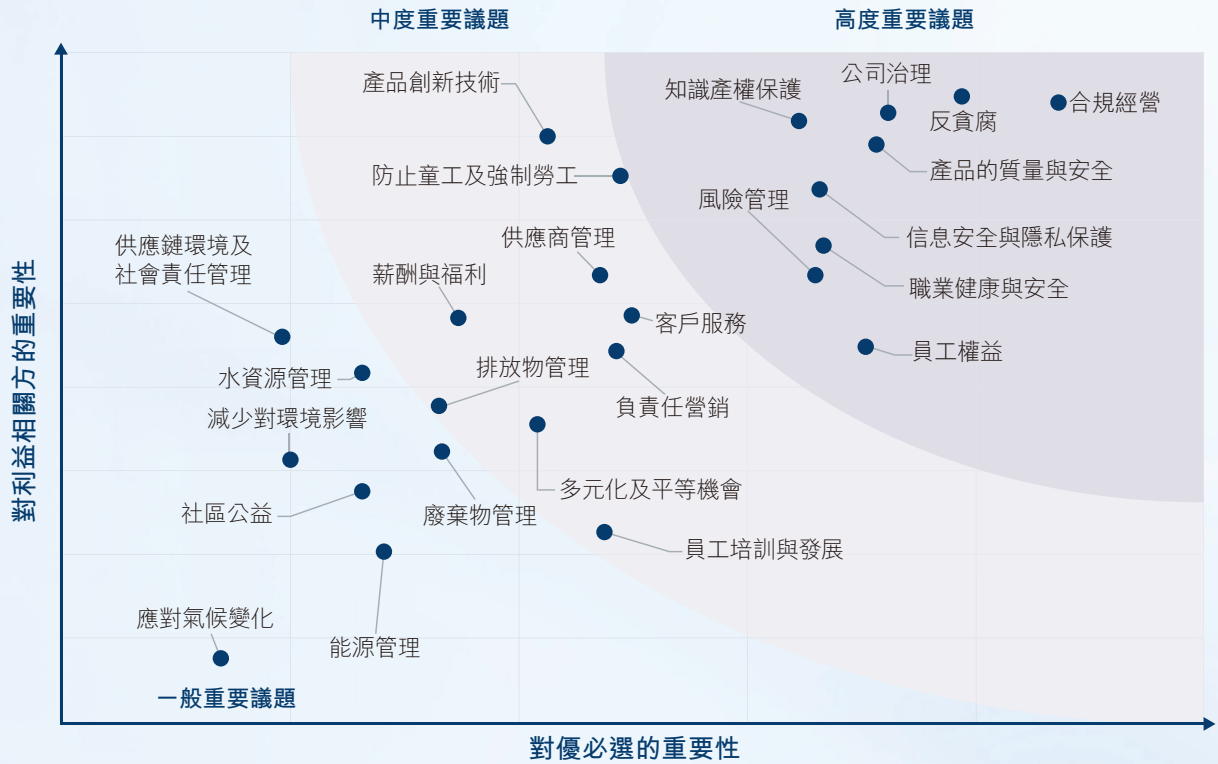 中度重要議題
高度重要議題
產品創新技術
知識產權保護
公司治理
反貪腐
合規經營
防止童工及強制勞工
產品的質量與安全
風險管理
供應鏈環境及
社會責任管理
薪酬與福利
供應商管理
信息安全與隱私保護
職業健康與安全
客戶服務
員工權益
水資源管理
排放物管理
減少對環境影響
負責任營銷
社區公益
廢棄物管理
多元化及平等機會
員工培訓與發展
應對氣候變化
能源管理
一般重要議題
對利益相關方的重要性
對優必選的重要性